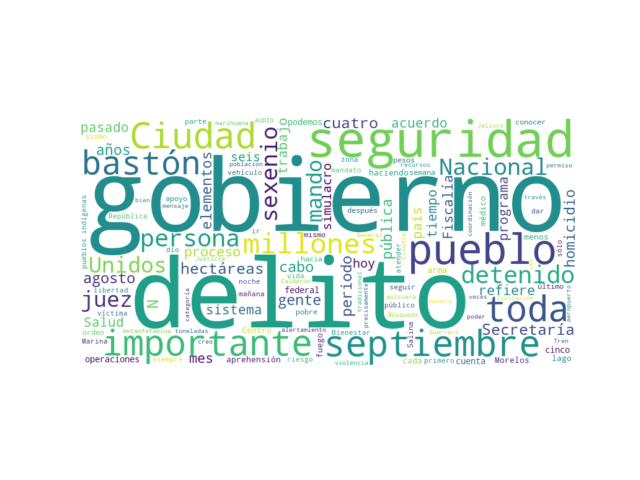 gobierno
delito
seguridad
pueblo
septiembre
importante
Ciudad
bastón
toda
millones
persona
juez
Unidos
Nacional
detenido
sexenio
mando
Secretaría
pasado
años
seis
cuatro
acuerdo
trabajo
podemos
parte
marihuana
AUDIO
sismo
General
población
vehículo
elementos
simulacro
zona
mandato
haciendo
pesos
recursos
semana
Jalisco
conocer
permiso
pueblos indígenas
bien
apoyo
mensaje
República
dio
ir
después
mismo
país
pública
tiempo
Fiscalía
coordinación
médico
programa
través
dar
homicidio
sólo
proceso
hectáreas
vida
Calderón
hacia
hoy
periodo
tradicional
precisamente
atender
arma
manera
refiere
último
aeropuerto
agosto
libertad
víctima
N
categoría
noche
mañana
cabo
gente
federal
pobre
sistema
seguir
quisiera
público
Búsqueda
veces
poder
Salud
orden
Marina
metanfetamina
toneladas
creo
Centro
alertamiento
fuego
Bienestar
Salina
Guerrero
Tren
cinco
operaciones
siempre
mes
aprehensión
riesgo
violencia
cada
primero
cuenta
Morelos
lago
menos
Justicia